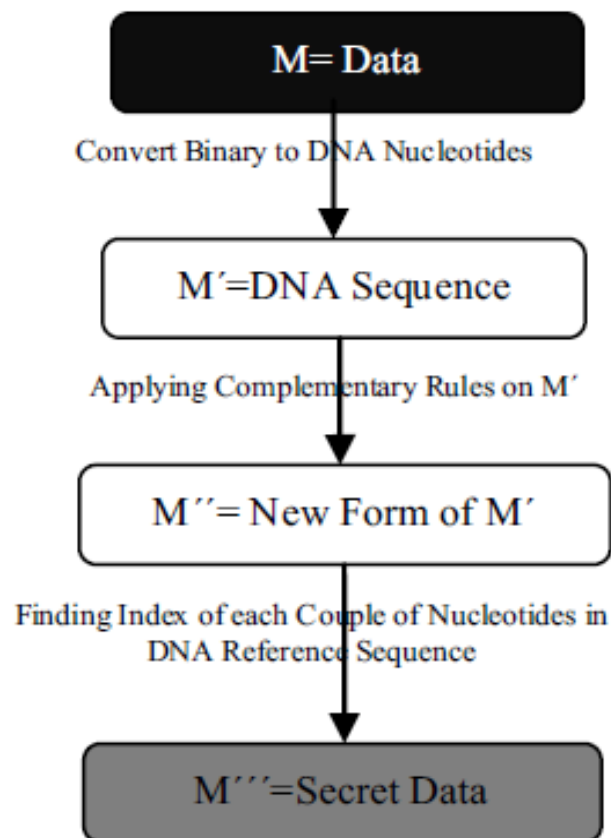 M= Data
Convert Binary to DNA Nucleotides
M´=DNA Sequence
Applying Complementary Rules on M´
M´´= New Form of M´
Finding Index of each Couple of Nucleotides in
DNA Reference Sequence
M´´´=Secret Data